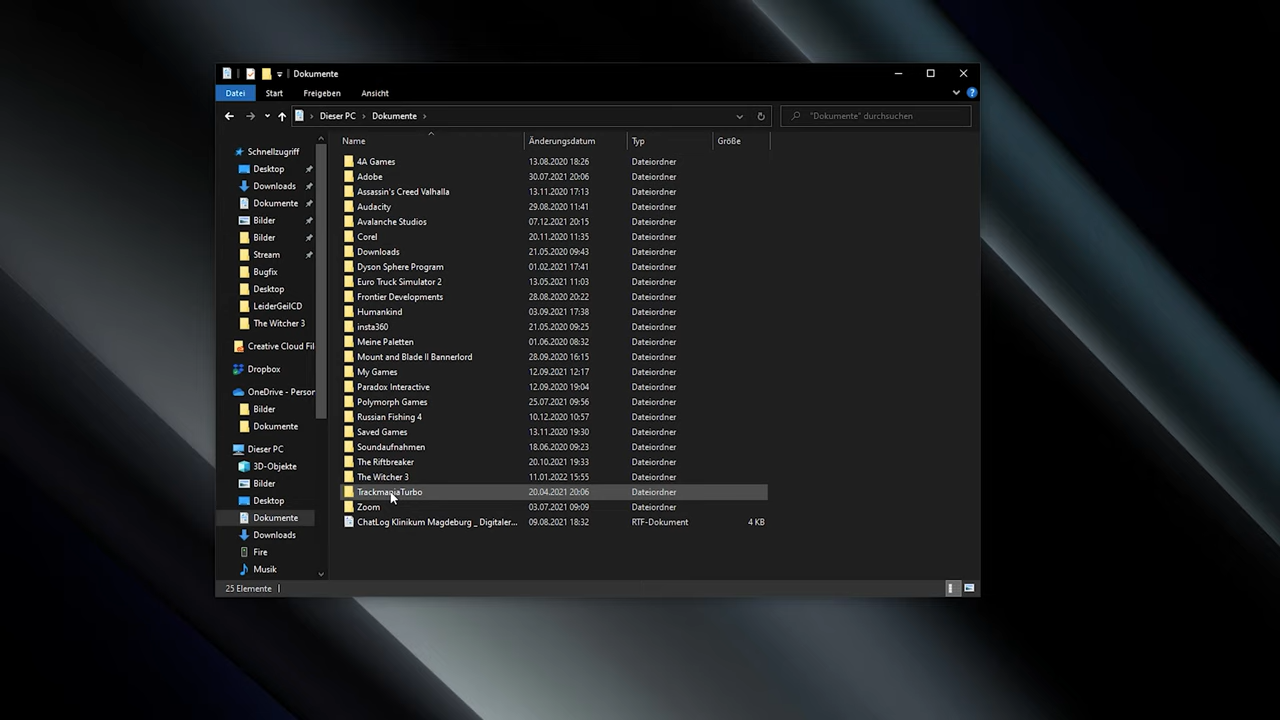 Dokumente
Datei Start Freigeben Ansicht
Dieser PC Dokumente "Dokumente" durchsuchen
Name Änderungsdatum Typ Größe
Schnellzugriff
Desktop
Downloads
Dokumente
Bilder
Bilder
Stream
Bugfix
Desktop
LeiderGeilCD
The Witcher 3
Creative Cloud Fil
Dropbox
OneDrive - Person
Bilder
Dokumente
Dieser PC
3D-Objekte
Bilder
Desktop
Dokumente
Downloads
Fire
Musik
4A Games 13.08.2020 18:26 Dateiordner
Adobe 30.07.2021 20:06 Dateiordner
Assassin's Creed Valhalla 13.11.2020 17:13 Dateiordner
Audacity 29.08.2020 11:41 Dateiordner
Avalanche Studios 07.12.2021 20:15 Dateiordner
Corel 20.11.2020 11:35 Dateiordner
Downloads 21.05.2020 09:43 Dateiordner
Dyson Sphere Program 01.02.2021 17:41 Dateiordner
Euro Truck Simulator 2 13.05.2021 11:03 Dateiordner
Frontier Developments 28.08.2020 20:22 Dateiordner
Humankind 03.09.2021 17:38 Dateiordner
insta360 21.05.2020 09:25 Dateiordner
Meine Paletten 01.06.2020 08:32 Dateiordner
Mount and Blade II Bannerlord 28.09.2020 16:15 Dateiordner
My Games 12.09.2021 12:17 Dateiordner
Paradox Interactive 12.09.2020 19:04 Dateiordner
Polymorph Games 25.07.2021 09:56 Dateiordner
Russian Fishing 4 10.12.2020 10:57 Dateiordner
Saved Games 13.11.2020 19:30 Dateiordner
Soundaufnahmen 18.06.2020 09:23 Dateiordner
The Riftbreaker 20.10.2021 19:33 Dateiordner
The Witcher 3 11.01.2022 15:55 Dateiordner
TrackmaniaTurbo 20.04.2021 20:06 Dateiordner
Zoom 03.07.2021 09:09 Dateiordner
ChatLog Klinikum Magdeburg _ Digitaler... 09.08.2021 18:32 RTF-Dokument 4 KB
25 Elemente